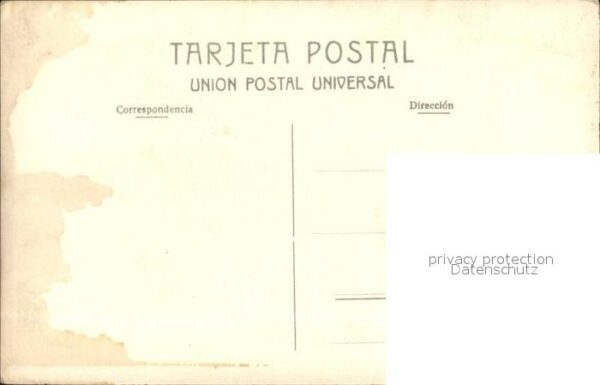 TARJETA POSTAL
UNION POSTAL UNIVERSAL
Correspondencia
Dirección
privacy protection
Datenschutz